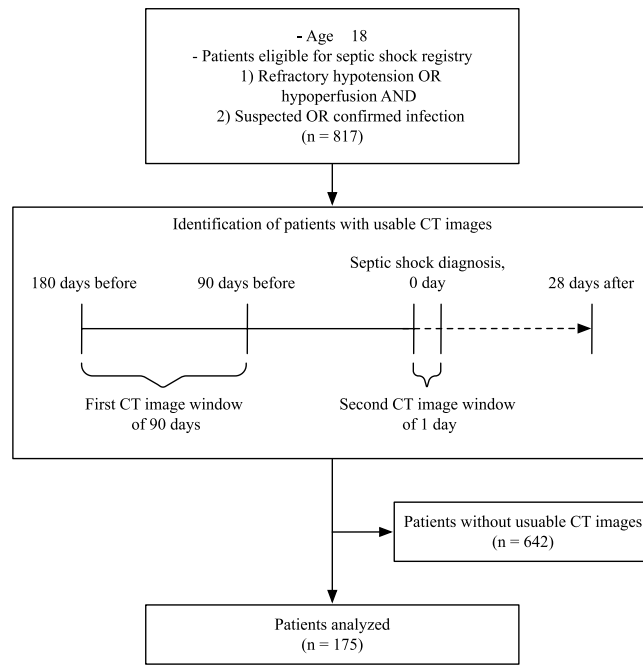 - Age 18
- Patients eligible for septic shock registry
1) Refractory hypotension OR
hypoperfusion AND
2) Suspected OR confirmed infection
(n = 817)
Identification of patients with usable CT images
Septic shock diagnosis,
180 days before 90 days before 0 day 28 days after
First CT image window
of 90 days
Second CT image window
of 1 day
Patients without usuable CT images
(n = 642)
Patients analyzed
n = 175)